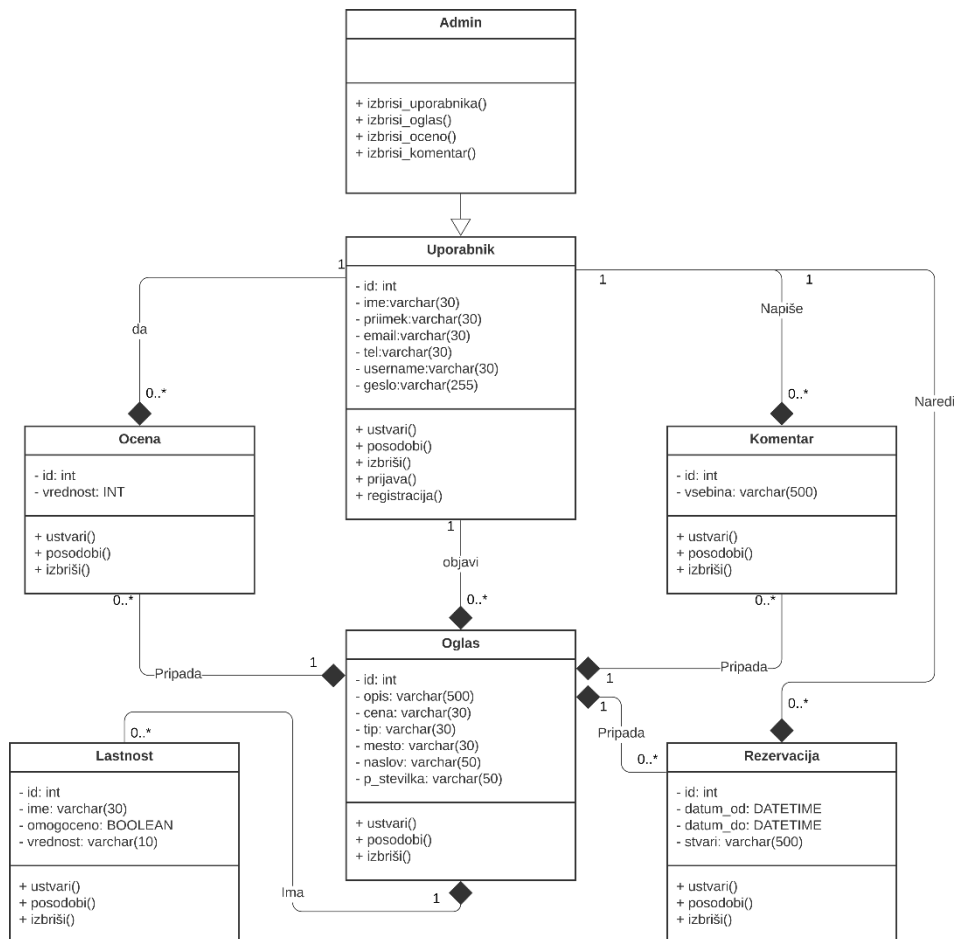 Admin
+ izbrisi_uporabnika()
+ izbrisi_oglas()
+ izbrisi_oceno()
+ izbrisi_komentar()
Uporabnik
- id: int
- ime:varchar(30)
- priimek:varchar(30)
- email:varchar(30)
- tel:varchar(30)
- username:varchar(30)
- geslo:varchar(255)
+ ustvari()
+ posodobi()
+ izbriši()
+ prijava()
+ registracija()
1
da
0..*
1
Napiše
0..*
1
Naredi
0..*
Ocena
- id: int
- vrednost: INT
+ ustvari()
+ posodobi()
+ izbriši()
Komentar
- id: int
- vsebina: varchar(500)
+ ustvari()
+ posodobi()
+ izbriši()
1
objavi
0..*
0..*
Pripada
1
0..*
Pripada
1
Oglas
- id: int
- opis: varchar(500)
- cena: varchar(30)
- tip: varchar(30)
- mesto: varchar(30)
- naslov: varchar(50)
- p_stevilka: varchar(50)
+ ustvari()
+ posodobi()
+ izbriši()
1
Pripada
0..*
0..*
Ima
1
Lastnost
- id: int
- ime: varchar(30)
- omogoceno: BOOLEAN
- vrednost: varchar(10)
+ ustvari()
+ posodobi()
+ izbriši()
Rezervacija
- id: int
- datum_od: DATETIME
- datum_do: DATETIME
- stvari: varchar(500)
+ ustvari()
+ posodobi()
+ izbriši()